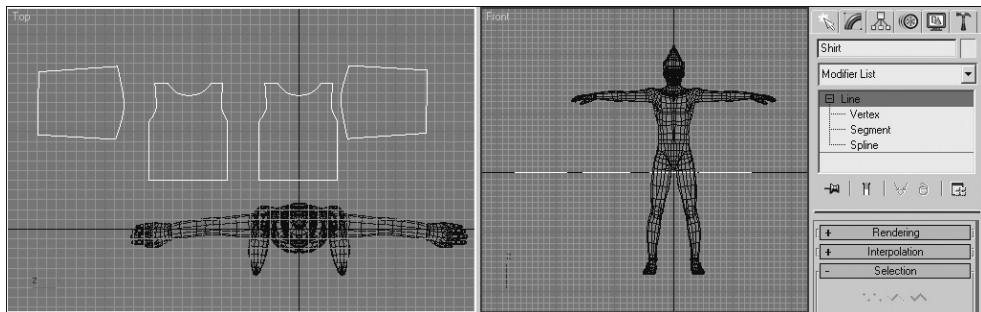 Top
Front
Shirt
Modifier List
Line
Vertex
Segment
Spline
+ Rendering
+ Interpolation
- Selection